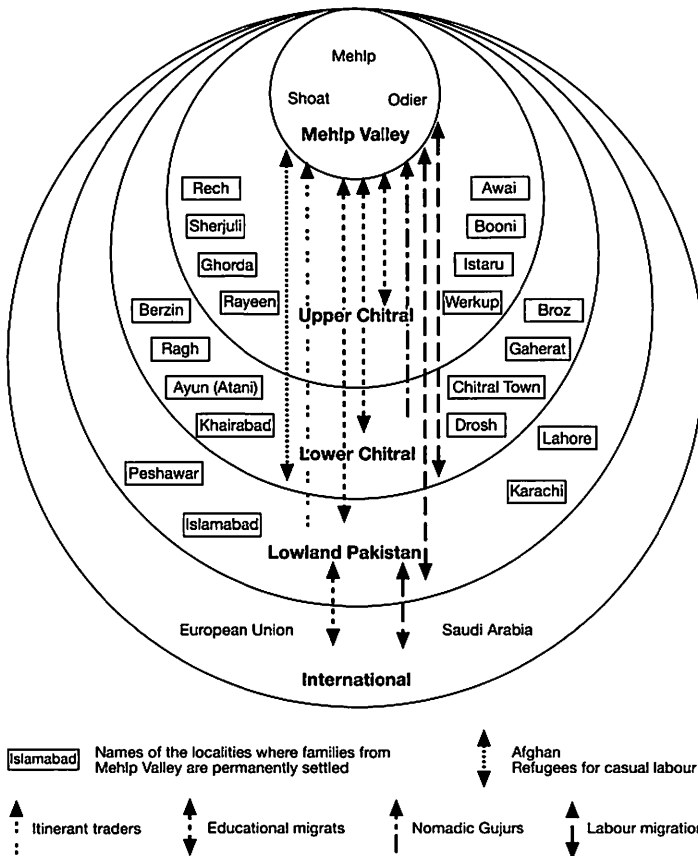 Mehlp
Shoat Odier
Mehlp Valley
Rech Awai
Sherjuli Booni
Ghorda Istaru
Rayeen Werkup
Upper Chitral
Berzin Broz
Ragh Gaherat
Ayun (Atani) Chitral Town
Khairabad Drosh
Lahore
Lower Chitral
Peshawar
Karachi
Islamabad
Lowland Pakistan
European Union Saudi Arabia
International
Islamabad Names of the localities where families from
Mehlp Valley are permanently settled
Afghan
Refugees for casual labour
Itinerant traders Educational migrats Nomadic Gujurs Labour migration